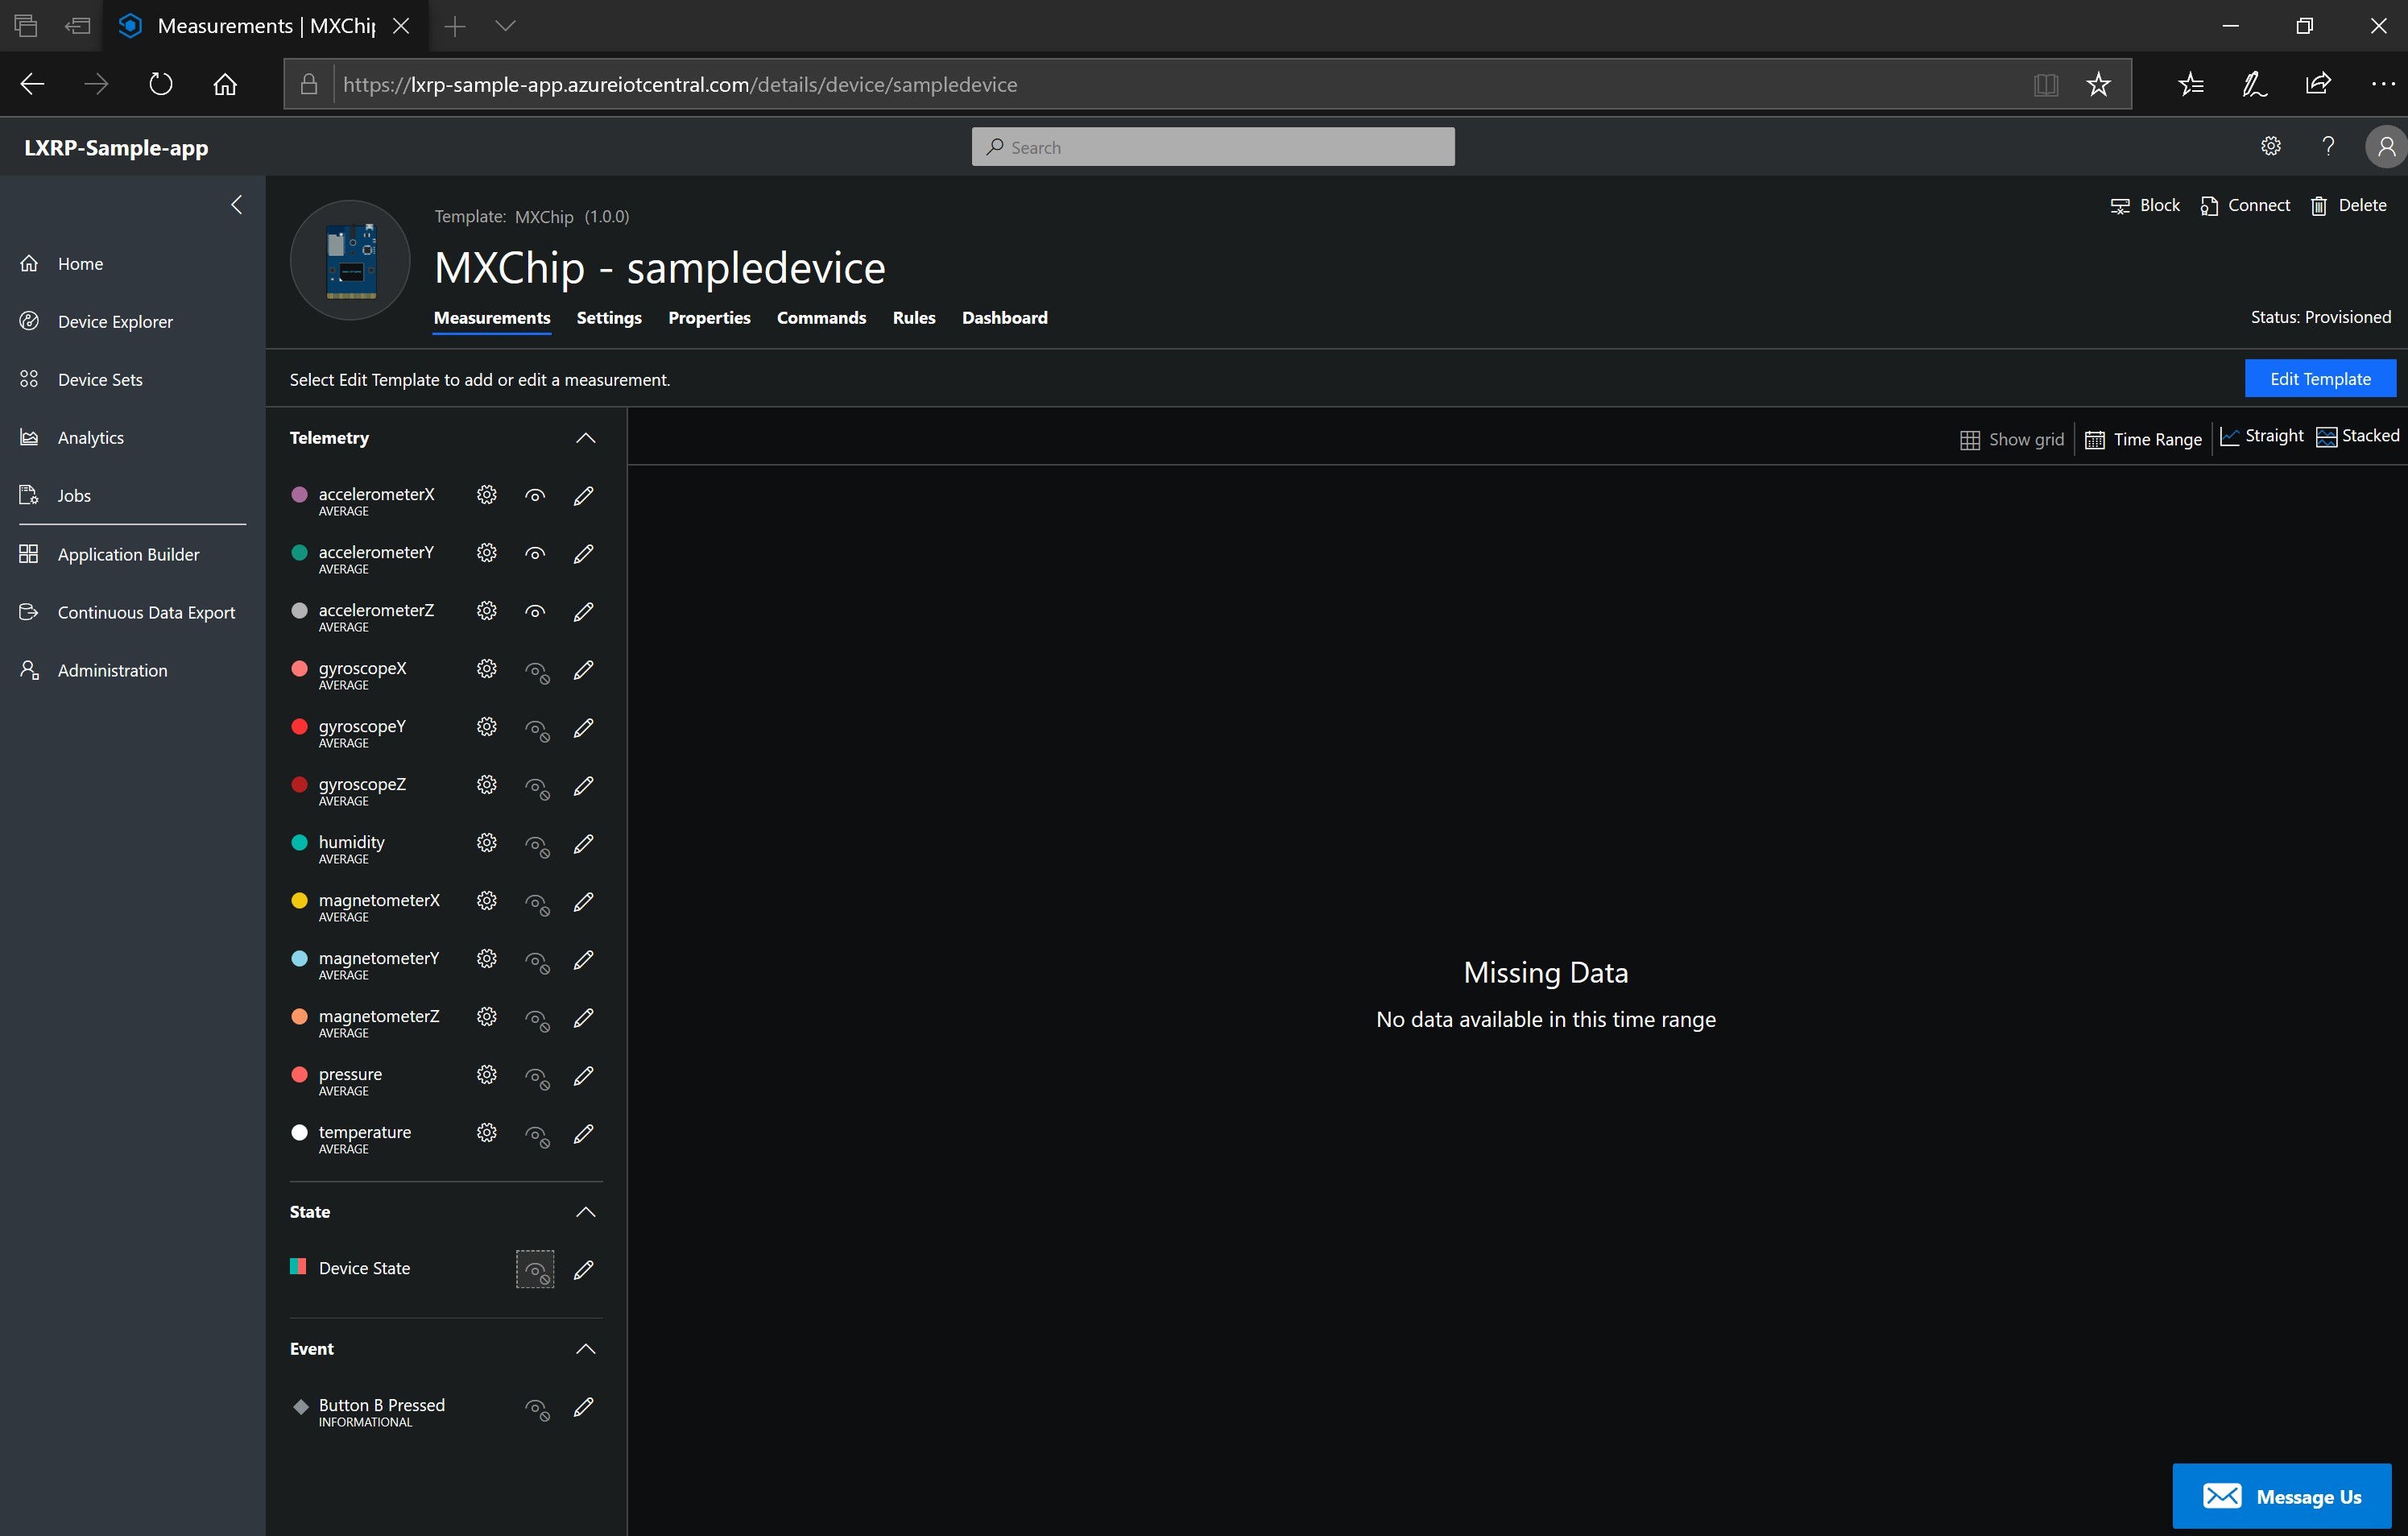 Measurements | MXChip
https://lxrp-sample-app.azureiotcentral.com/details/device/sampledevice
LXRP-Sample-app
Search
Template: MXChip (1.0.0)
Block Connect Delete
MXChip - sampledevice
Measurements Settings Properties Commands Rules Dashboard
Status: Provisioned
Home
Device Explorer
Device Sets
Analytics
Jobs
Application Builder
Continuous Data Export
Administration
Select Edit Template to add or edit a measurement.
Edit Template
Telemetry
Show grid Time Range Straight Stacked
accelerometerX
AVERAGE
accelerometerY
AVERAGE
accelerometerZ
AVERAGE
gyroscopeX
AVERAGE
gyroscopeY
AVERAGE
gyroscopeZ
AVERAGE
humidity
AVERAGE
magnetometerX
AVERAGE
magnetometerY
AVERAGE
magnetometerZ
AVERAGE
pressure
AVERAGE
temperature
AVERAGE
State
Device State
Event
Button B Pressed
INFORMATIONAL
Missing Data
No data available in this time range
Message Us